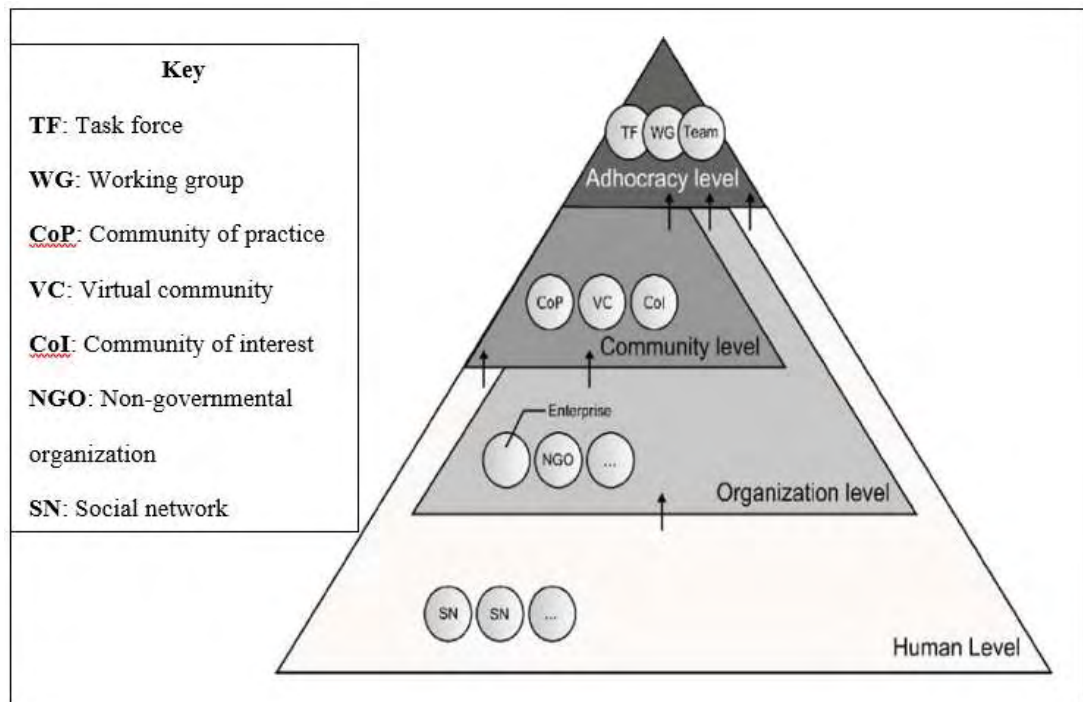 Key
TF: Task force
WG: Working group
CoP: Community of practice
VC: Virtual community
CoI: Community of interest
NGO: Non-governmental
organization
SN: Social network
TF WG Team
Adhocracy level
CoP VC CoI
Community level
Enterprise
NGO ...
Organization level
SN SN ...
Human Level